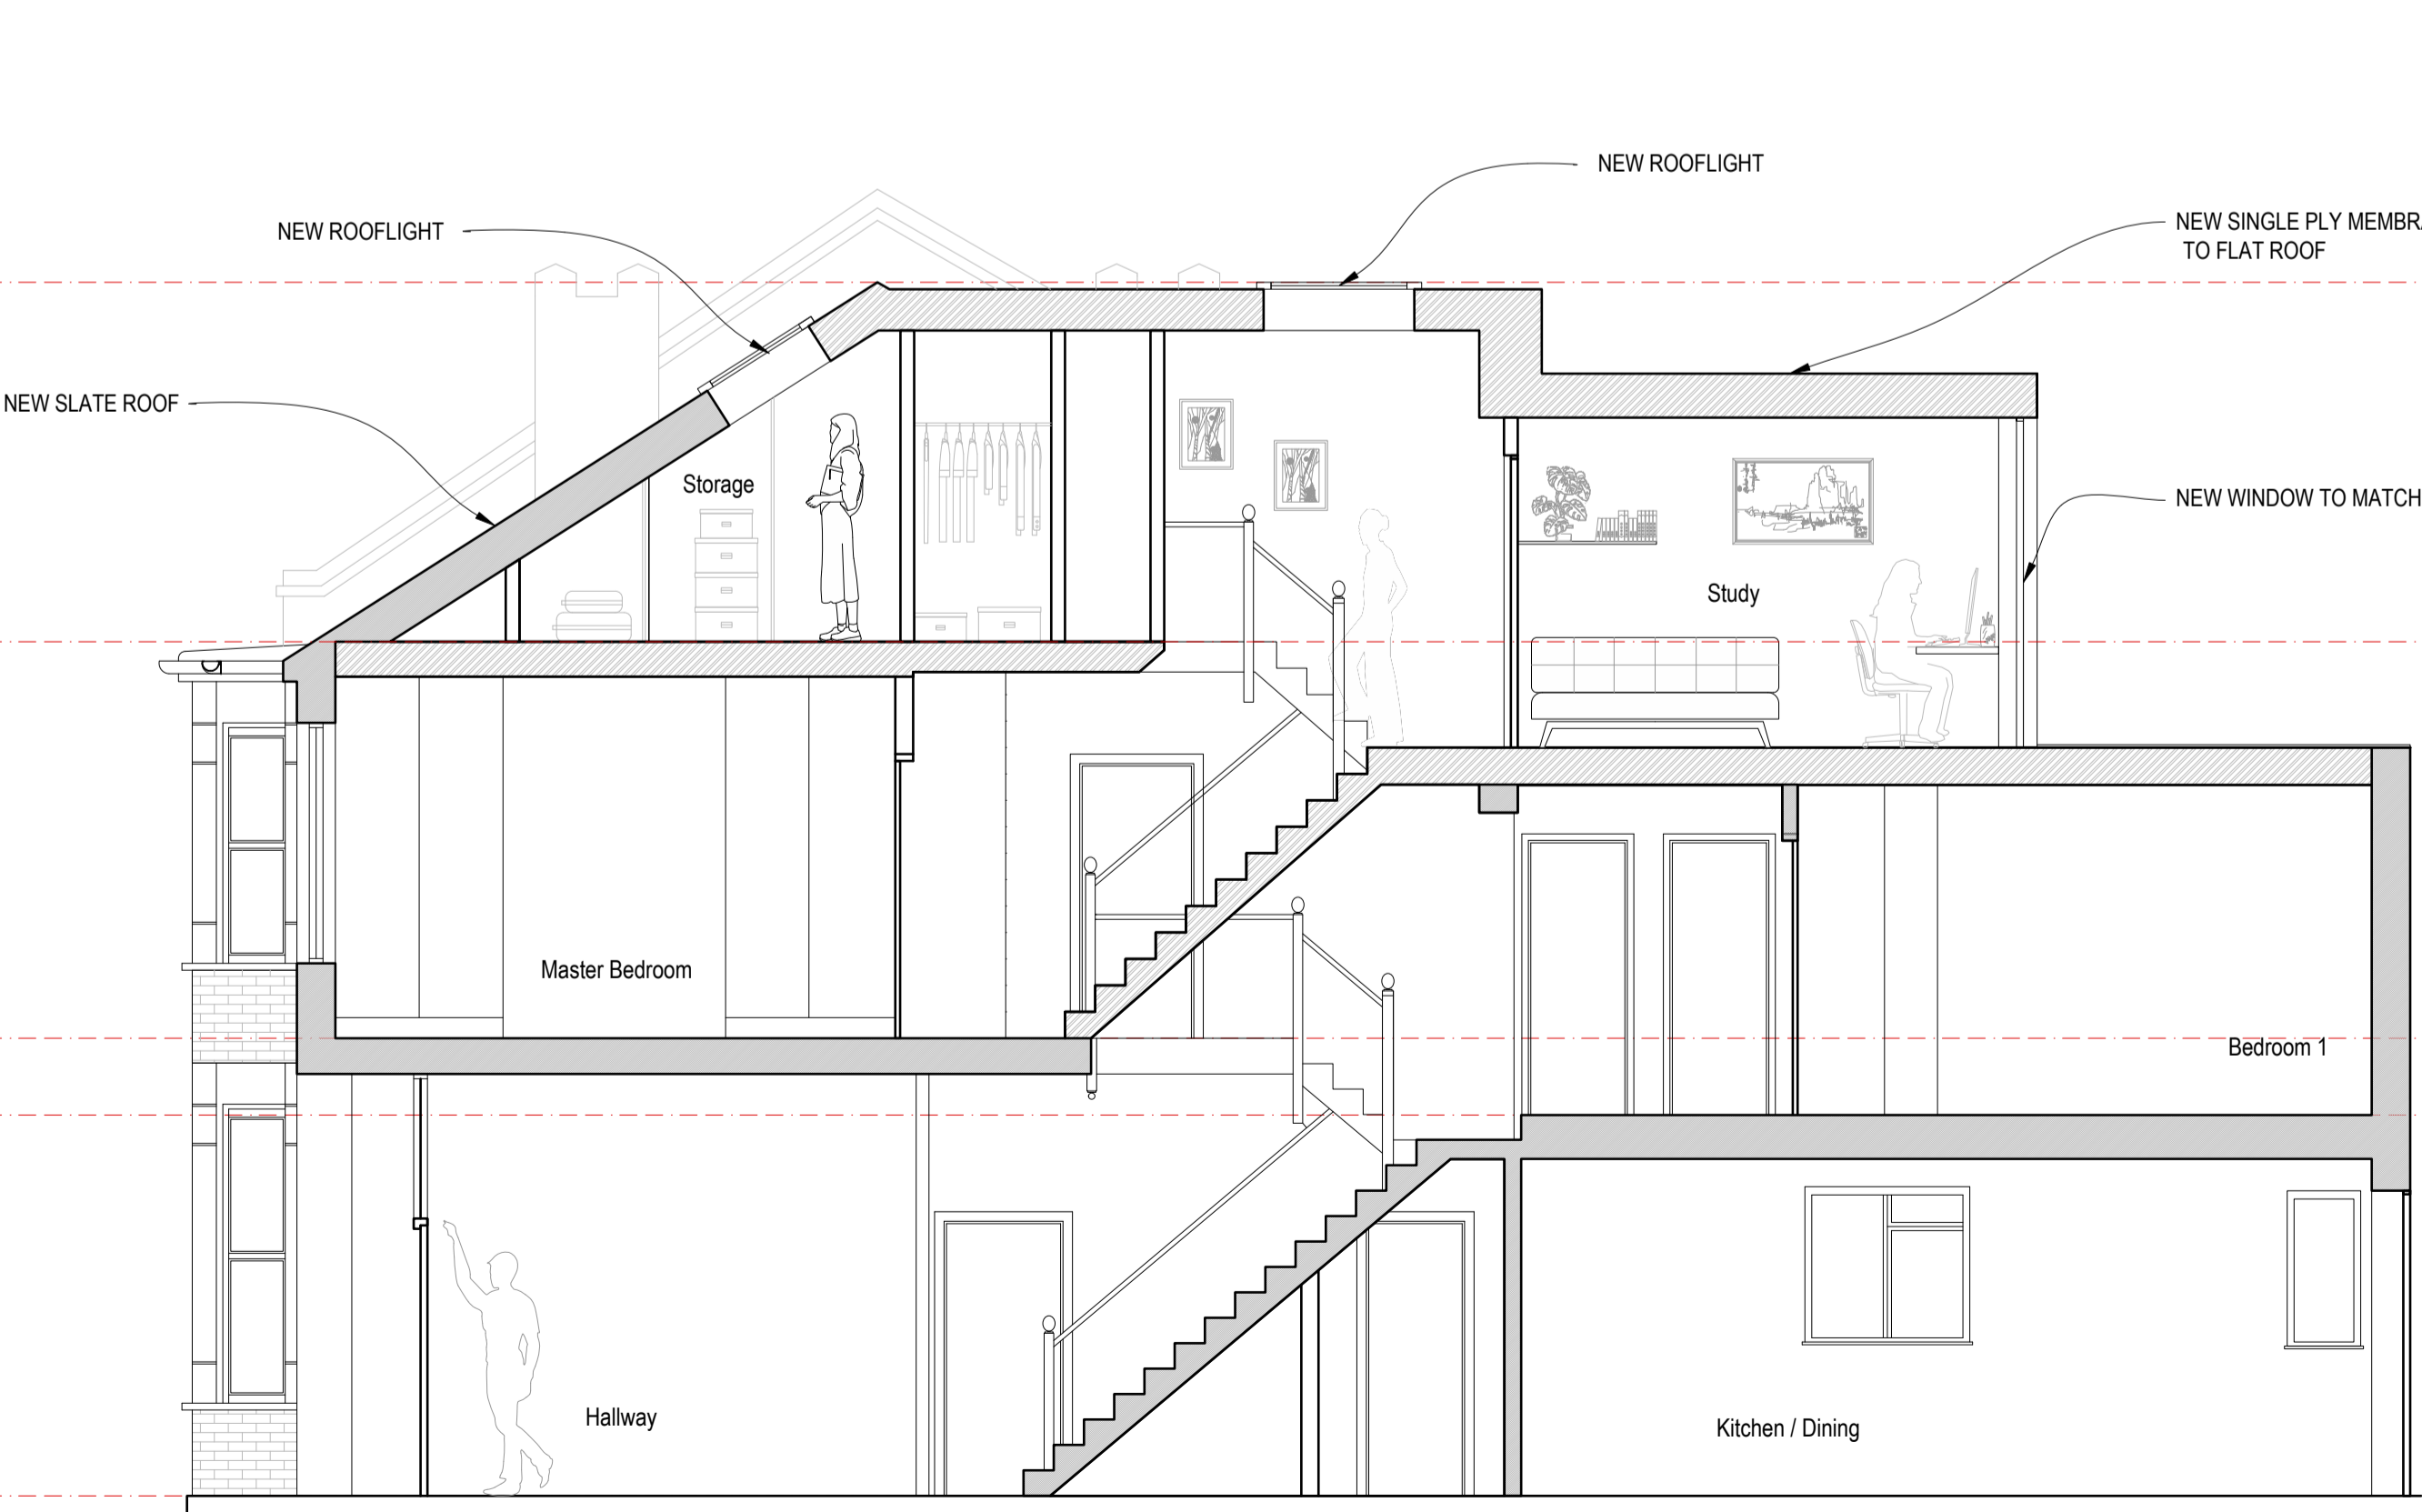 NEW ROOFLIGHT
NEW SINGLE PLY
TO FLAT ROOF
NEW ROOFLIGHT
NEW SLATE ROOF
Storage
NEW WINDOW TO MATCH
Study
Master Bedroom
Bedroom 1
Hallway
Kitchen / Dining